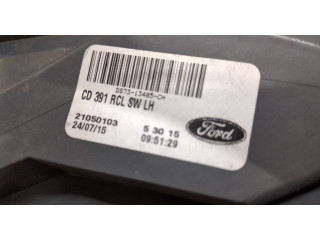 DS73-13405-CH
CD 391 RCL SW LH
21050103 5 30 15
24/07/15 09:51:29
Ford